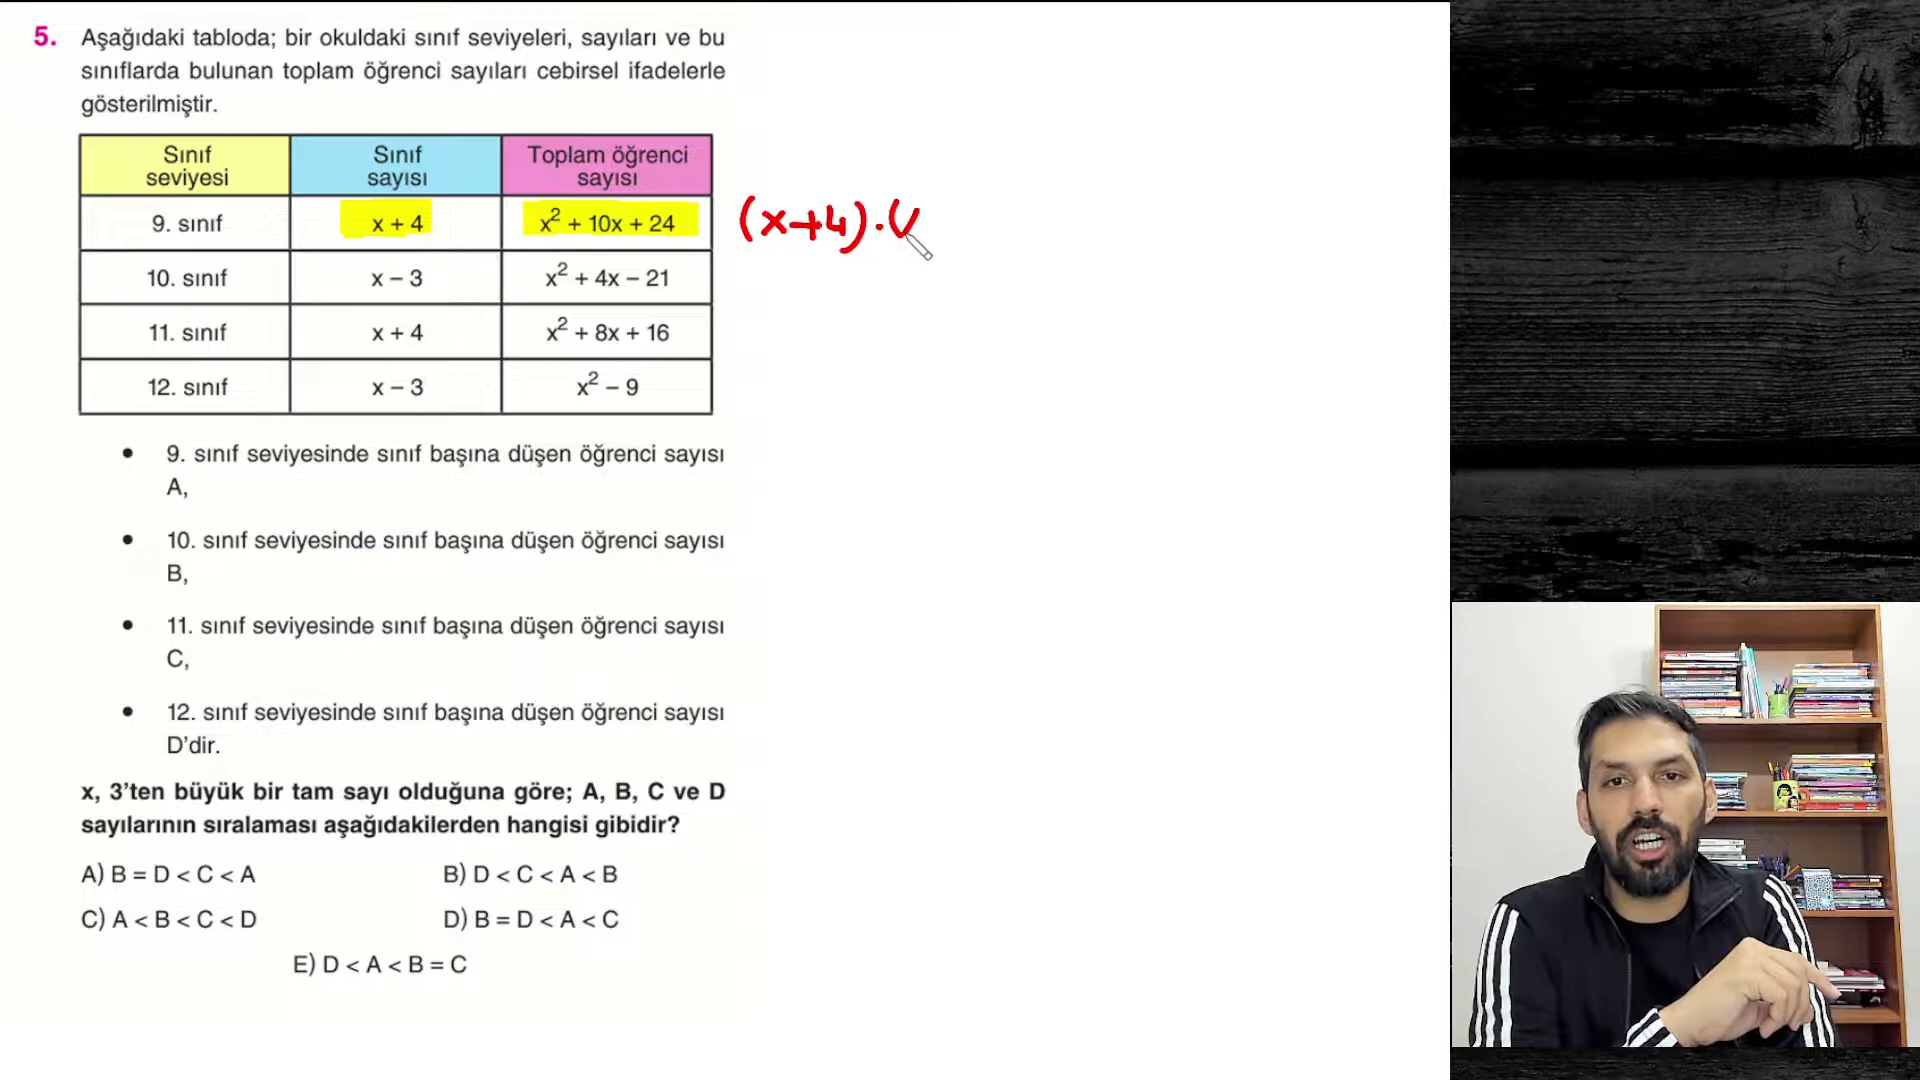 5. Aşağıdaki tabloda; bir okuldaki sınıf seviyeleri, sayıları ve bu
sınıflarda bulunan toplam öğrenci sayıları cebirsel ifadelerle
gösterilmiştir.
Sınıf seviyesi Sınıf sayısı Toplam öğrenci sayısı
9. sınıf x + 4 x² + 10x + 24 (x+4).(
10. sınıf x – 3 x² + 4x – 21
11. sınıf x + 4 x² + 8x + 16
12. sınıf x – 3 x² – 9
• 9. sınıf seviyesinde sınıf başına düşen öğrenci sayısı
A,
• 10. sınıf seviyesinde sınıf başına düşen öğrenci sayısı
B,
• 11. sınıf seviyesinde sınıf başına düşen öğrenci sayısı
C,
• 12. sınıf seviyesinde sınıf başına düşen öğrenci sayısı
D'dir.
x, 3'ten büyük bir tam sayı olduğuna göre; A, B, C ve D
sayılarının sıralaması aşağıdakilerden hangisi gibidir?
A) B = D < C < A B) D < C < A < B
C) A < B < C < D D) B = D < A < C
E) D < A < B = C